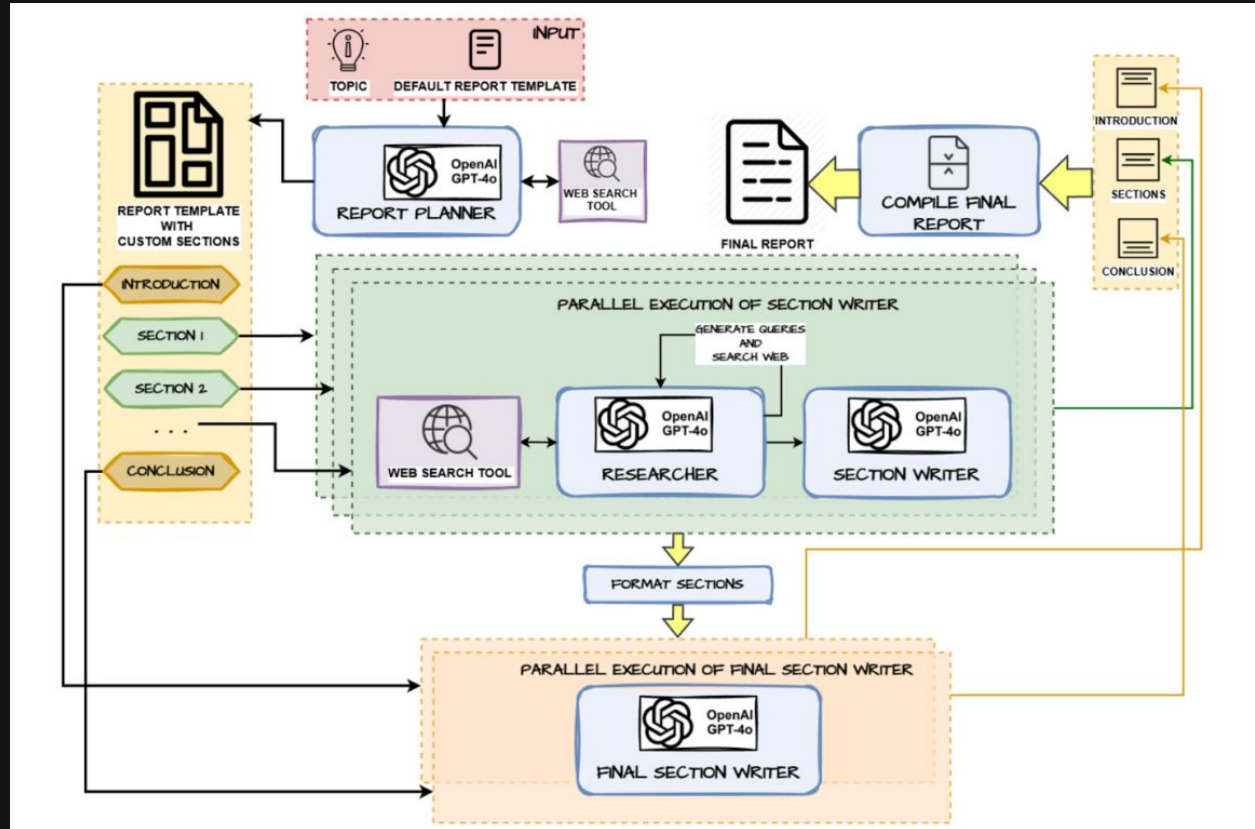 INPUT
TOPIC
DEFAULT REPORT TEMPLATE
OpenAI
GPT-4o
REPORT PLANNER
WEB SEARCH
TOOL
REPORT TEMPLATE
WITH
CUSTOM SECTIONS
INTRODUCTION
SECTION 1
SECTION 2
. . .
CONCLUSION
FINAL REPORT
COMPILE FINAL
REPORT
INTRODUCTION
SECTIONS
CONCLUSION
PARALLEL EXECUTION OF SECTION WRITER
GENERATE QUERIES
AND
SEARCH WEB
WEB SEARCH TOOL
OpenAI
GPT-4o
RESEARCHER
OpenAI
GPT-4o
SECTION WRITER
FORMAT SECTIONS
PARALLEL EXECUTION OF FINAL SECTION WRITER
OpenAI
GPT-4o
FINAL SECTION WRITER